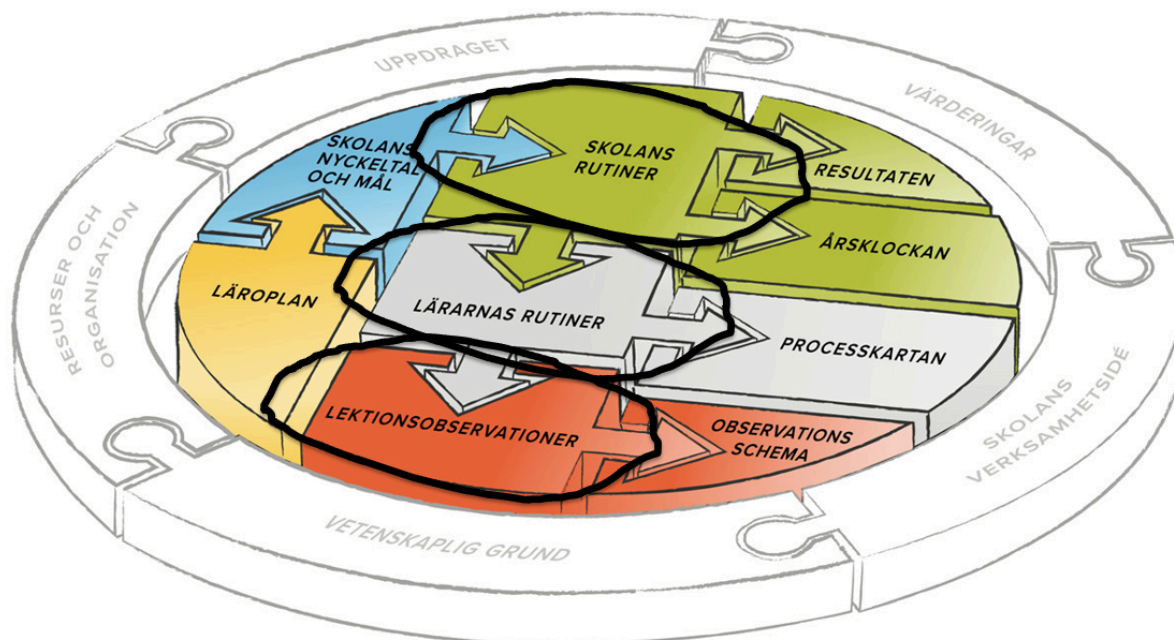 UPPDRAGET
VÄRDERINGAR
SKOLANS
NYCKELTAL
OCH MÅL
SKOLANS
RUTINER
RESULTATEN
ÅRSKLOCKAN
RESURSER OCH
ORGANISATION
LÄROPLAN
LÄRARNAS RUTINER
PROCESSKARTAN
LEKTIONSOBSERVATIONER
OBSERVATIONS
SCHEMA
SKOLANS
VERKSAMHETSIDÉ
VETENSKAPLIG GRUND